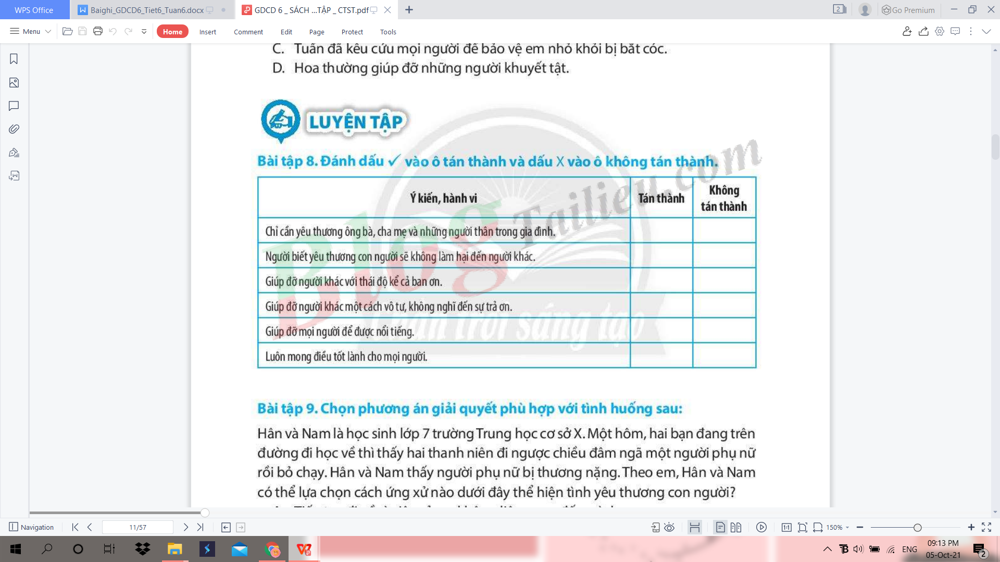 WPS Office
Baighi_GDCD6_Tiet6_Tuan6.docx
GDCD 6 _ SÁCH ...TẬP _ CTST.pdf
2
Go Premium
Menu
Home
Insert
Comment
Edit
Page
Protect
Tools
C. Tuấn đã kêu cứu mọi người để bảo vệ em nhỏ khỏi bị bắt cóc.
D. Hoa thường giúp đỡ những người khuyết tật.
LUYỆN TẬP
Bài tập 8. Đánh dấu ✓ vào ô tán thành và dấu X vào ô không tán thành.
Ý kiến, hành vi
Tán thành
Không
tán thành
Chỉ cần yêu thương ông bà, cha mẹ và những người thân trong gia đình.
Người biết yêu thương con người sẽ không làm hại đến người khác.
Giúp đỡ người khác với thái độ kể cả ban ơn.
Giúp đỡ người khác một cách vô tư, không nghĩ đến sự trả ơn.
Giúp đỡ mọi người để được nổi tiếng.
Luôn mong điều tốt lành cho mọi người.
BlogTailieu.com
Chân trời sáng tạo
Bài tập 9. Chọn phương án giải quyết phù hợp với tình huống sau:
Hân và Nam là học sinh lớp 7 trường Trung học cơ sở X. Một hôm, hai bạn đang trên
đường đi học về thì thấy hai thanh niên đi ngược chiều đâm ngã một người phụ nữ
rồi bỏ chạy. Hân và Nam thấy người phụ nữ bị thương nặng. Theo em, Hân và Nam
có thể lựa chọn cách ứng xử nào dưới đây thể hiện tình yêu thương con người?
Navigation
11/57
1:1
150%
ENG
09:13 PM
05-Oct-21
2